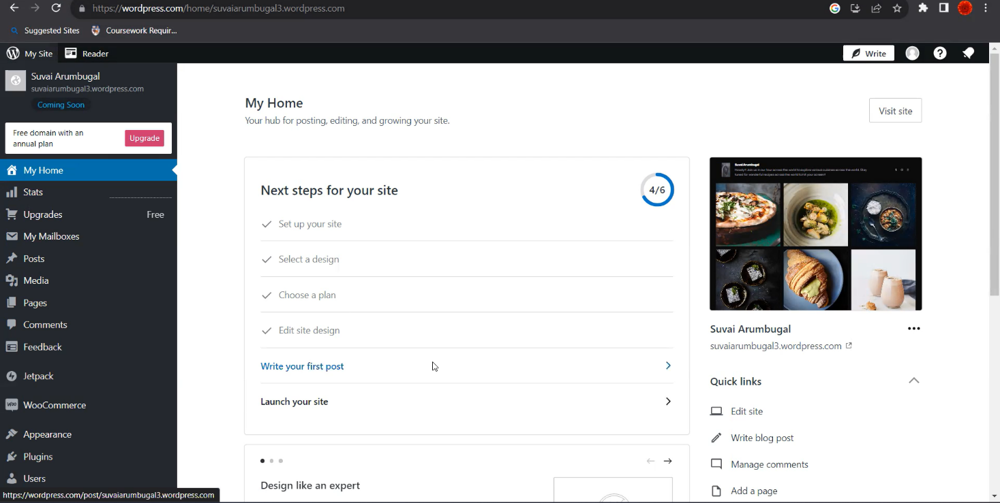 https://wordpress.com/home/suvaiarumbugal3.wordpress.com
Suggested Sites
Coursework Requir...
My Site
Reader
Write
Suvai Arumbugal
suvaiarumbugal3.wordpress.com
Coming Soon
Free domain with an
annual plan
Upgrade
My Home
Stats
Upgrades Free
My Mailboxes
Posts
Media
Pages
Comments
Feedback
Jetpack
WooCommerce
Appearance
Plugins
Users
https://wordpress.com/post/suvaiarumbugal3.wordpress.com
My Home
Your hub for posting, editing, and growing your site.
Visit site
Next steps for your site
4/6
Set up your site
Select a design
Choose a plan
Edit site design
Write your first post
Launch your site
Design like an expert
Suvai Arumbugal
Suvai Arumbugal
suvaiarumbugal3.wordpress.com
Quick links
Edit site
Write blog post
Manage comments
Add a page